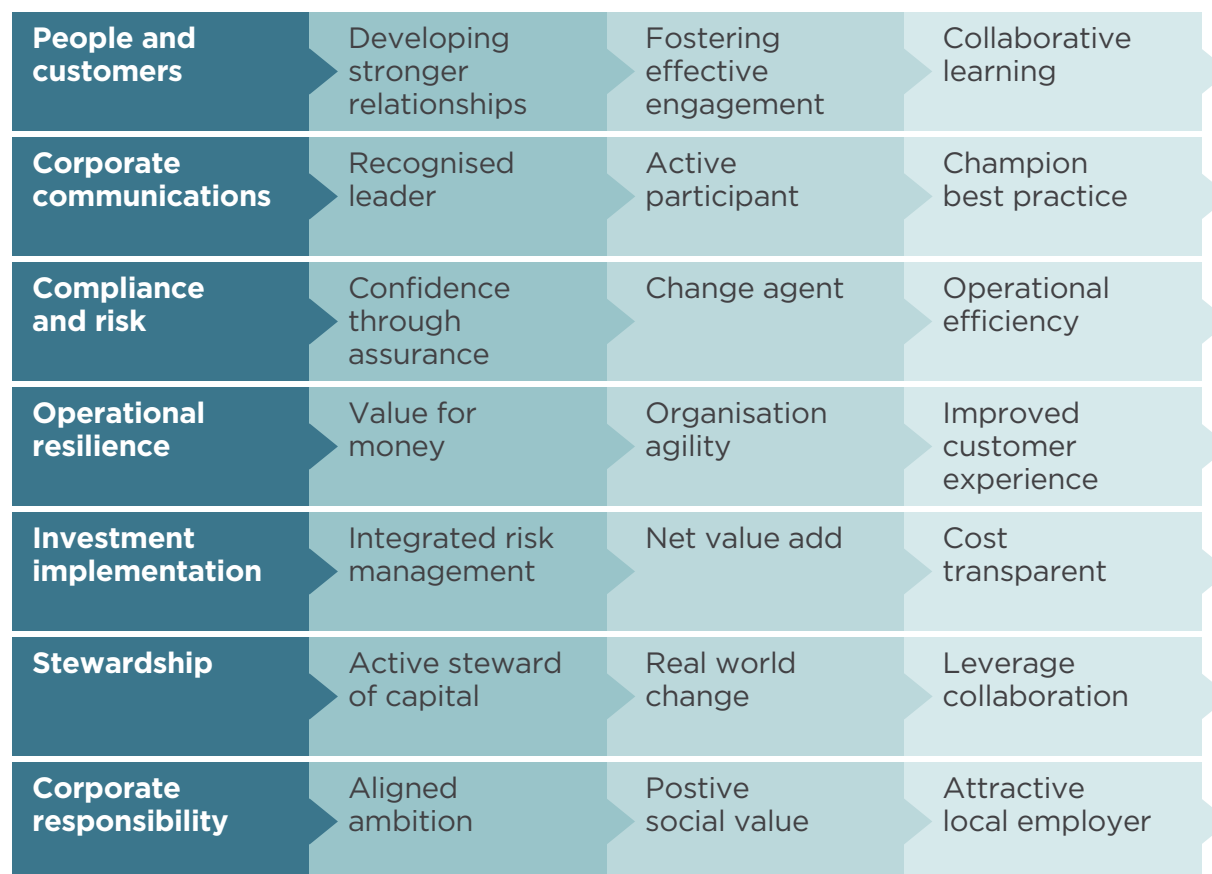 People and
customers
Developing
stronger
relationships
Fostering
effective
engagement
Collaborative
learning
Corporate
communications
Recognised
leader
Active
participant
Champion
best practice
Compliance
and risk
Confidence
through
assurance
Change agent
Operational
efficiency
Operational
resilience
Value for
money
Organisation
agility
Improved
customer
experience
Investment
implementation
Integrated risk
management
Net value add
Cost
transparent
Stewardship
Active steward
of capital
Real world
change
Leverage
collaboration
Corporate
responsibility
Aligned
ambition
Postive
social value
Attractive
local employer